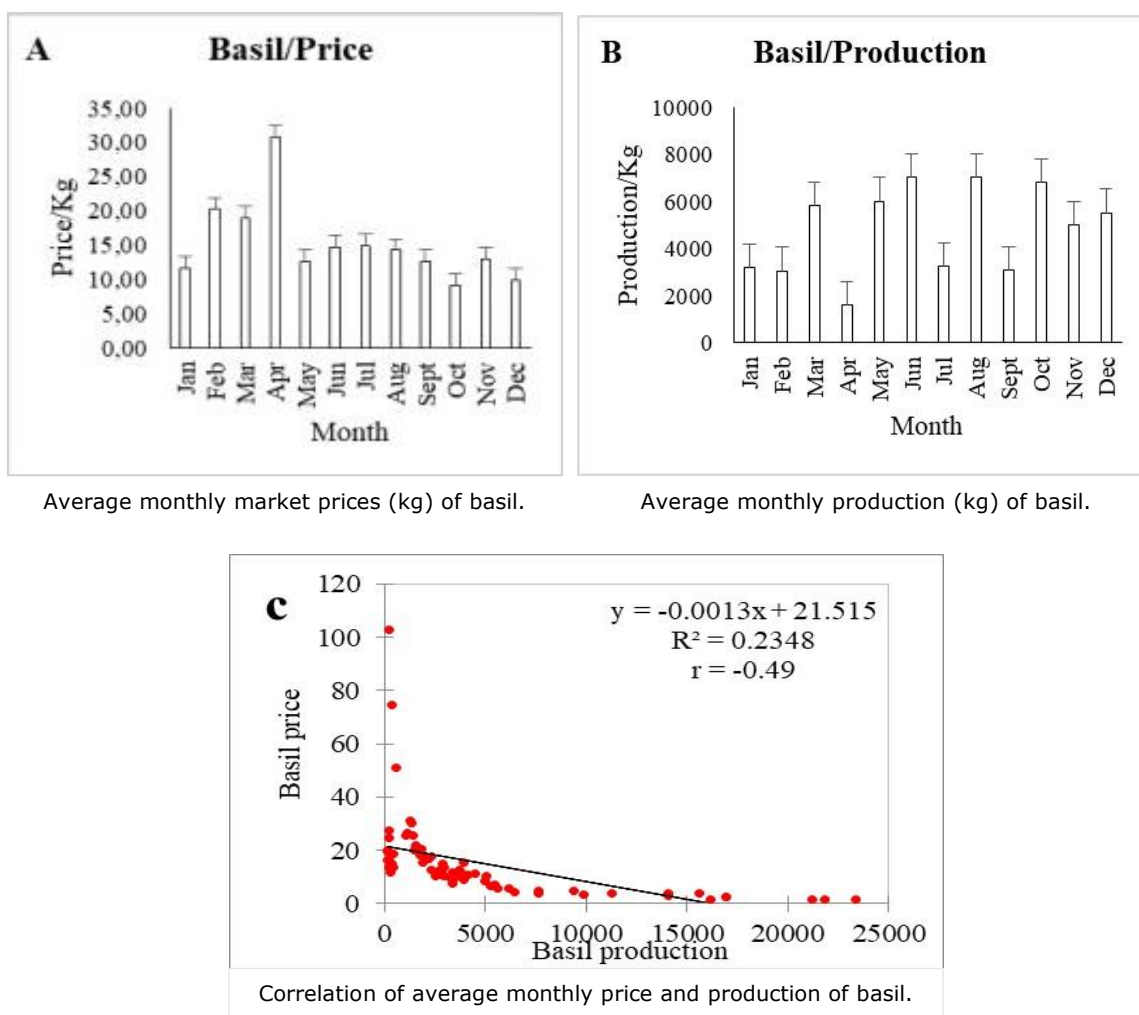 A
Basil/Price
35,00
30,00
25,00
20,00
15,00
10,00
5,00
0,00
Price/Kg
Jan
Feb
Mar
Apr
May
Jun
Jul
Aug
Sept
Oct
Nov
Dec
Month
Average monthly market prices (kg) of basil.
B
Basil/Production
10000
8000
6000
4000
2000
0
Production/Kg
Jan
Feb
Mar
Apr
May
Jun
Jul
Aug
Sep
Oct
Nov
Dec
Month
Average monthly production (kg) of basil.
c
120
100
80
60
40
20
0
Basil price
y = -0.0013x + 21.515
R² = 0.2348
r = -0.49
0
5000
10000
15000
20000
25000
Basil production
Correlation of average monthly price and production of basil.